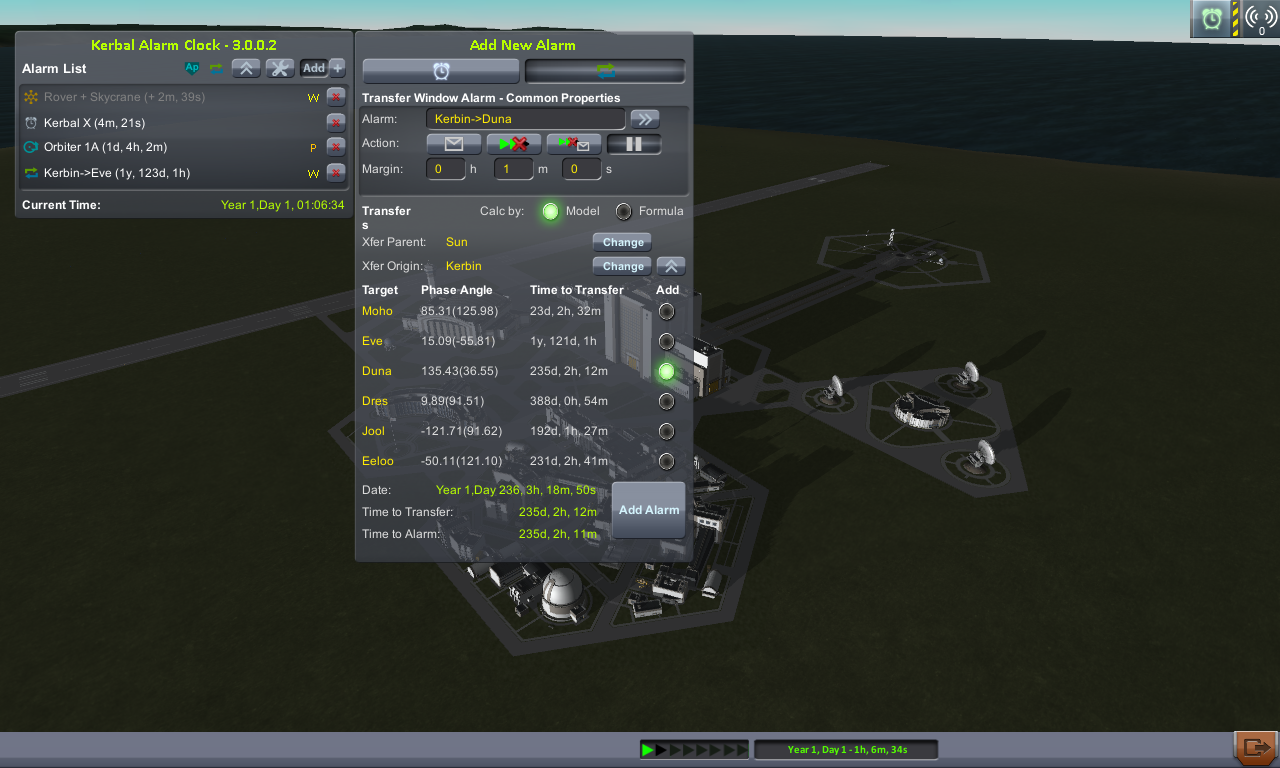 Kerbal Alarm Clock - 3.0.0.2
Alarm List
Ap
Add +
Rover + Skycrane (+ 2m, 39s) W
Kerbal X (4m, 21s)
Orbiter 1A (1d, 4h, 2m) P
Kerbin->Eve (1y, 123d, 1h) W
Current Time: Year 1,Day 1, 01:06:34
Add New Alarm
Transfer Window Alarm - Common Properties
Alarm: Kerbin->Duna
Action:
Margin: 0 h 1 m 0 s
Transfer
s
Calc by: Model Formula
Xfer Parent: Sun Change
Xfer Origin: Kerbin Change
Target Phase Angle Time to Transfer Add
Moho 85.31(125.98) 23d, 2h, 32m
Eve 15.09(-55.81) 1y, 121d, 1h
Duna 135.43(36.55) 235d, 2h, 12m
Dres 9.89(91.51) 388d, 0h, 54m
Jool -121.71(91.62) 192d, 1h, 27m
Eeloo -50.11(121.10) 231d, 2h, 41m
Date: Year 1,Day 236, 3h, 18m, 50s
Time to Transfer: 235d, 2h, 12m
Time to Alarm: 235d, 2h, 11m
Add Alarm
0
Year 1, Day 1 - 1h, 6m, 34s